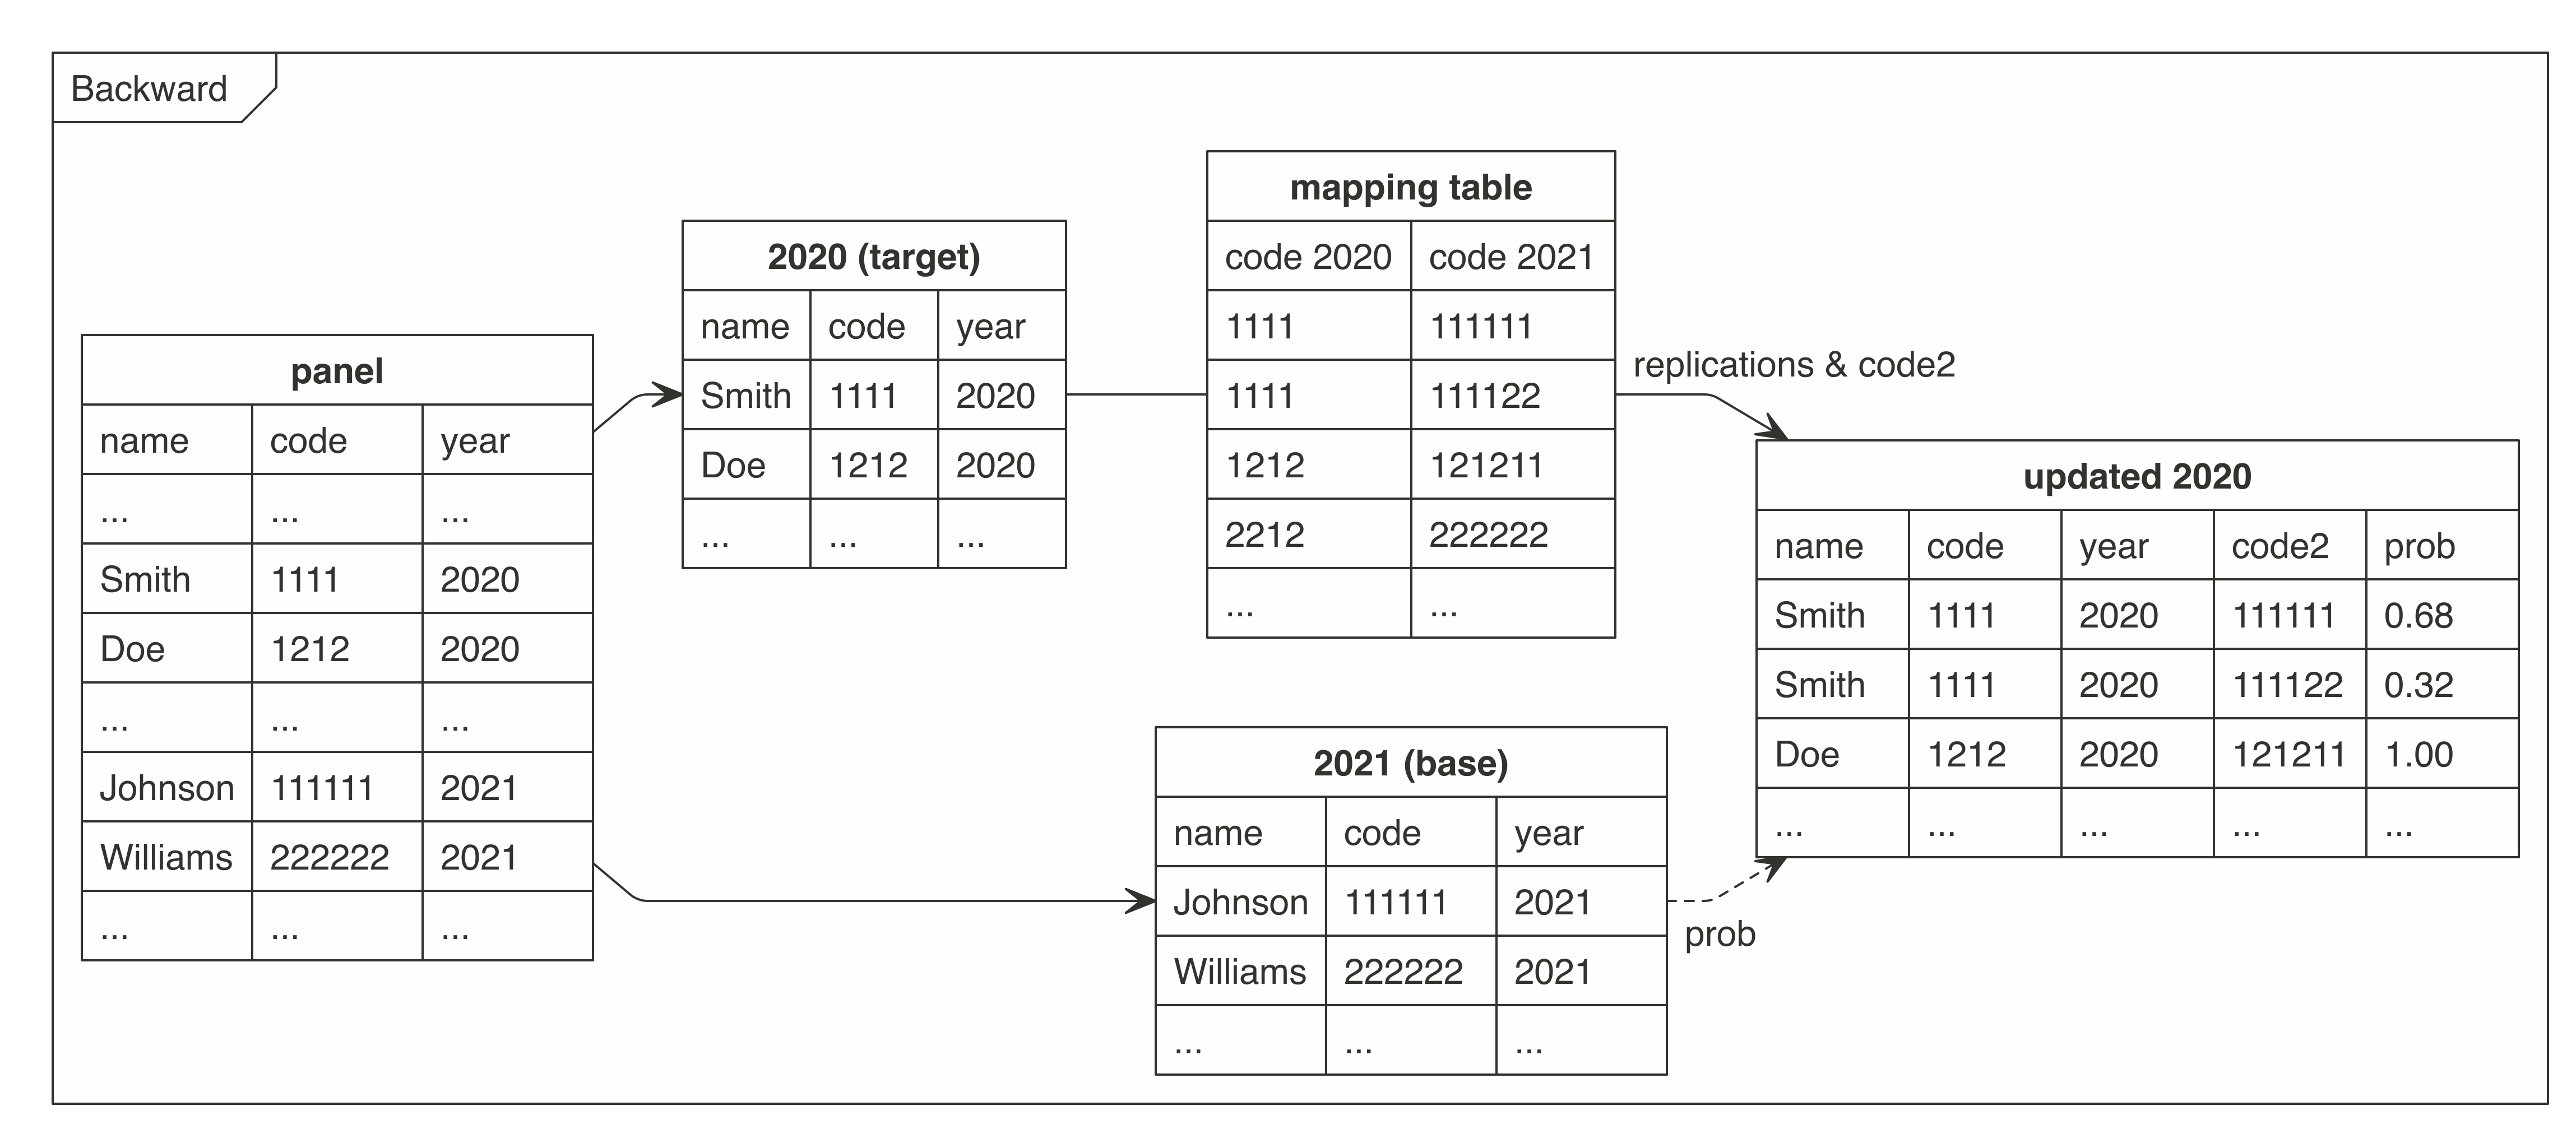 Backward
panel
name code year
... ... ...
Smith 1111 2020
Doe 1212 2020
... ... ...
Johnson 111111 2021
Williams 222222 2021
... ... ...
2020 (target)
name code year
Smith 1111 2020
Doe 1212 2020
... ... ...
mapping table
code 2020 code 2021
1111 111111
1111 111122
1212 121211
2212 222222
... ...
replications & code2
2021 (base)
name code year
Johnson 111111 2021
Williams 222222 2021
... ... ...
prob
updated 2020
name code year code2 prob
Smith 1111 2020 111111 0.68
Smith 1111 2020 111122 0.32
Doe 1212 2020 121211 1.00
... ... ... ... ...